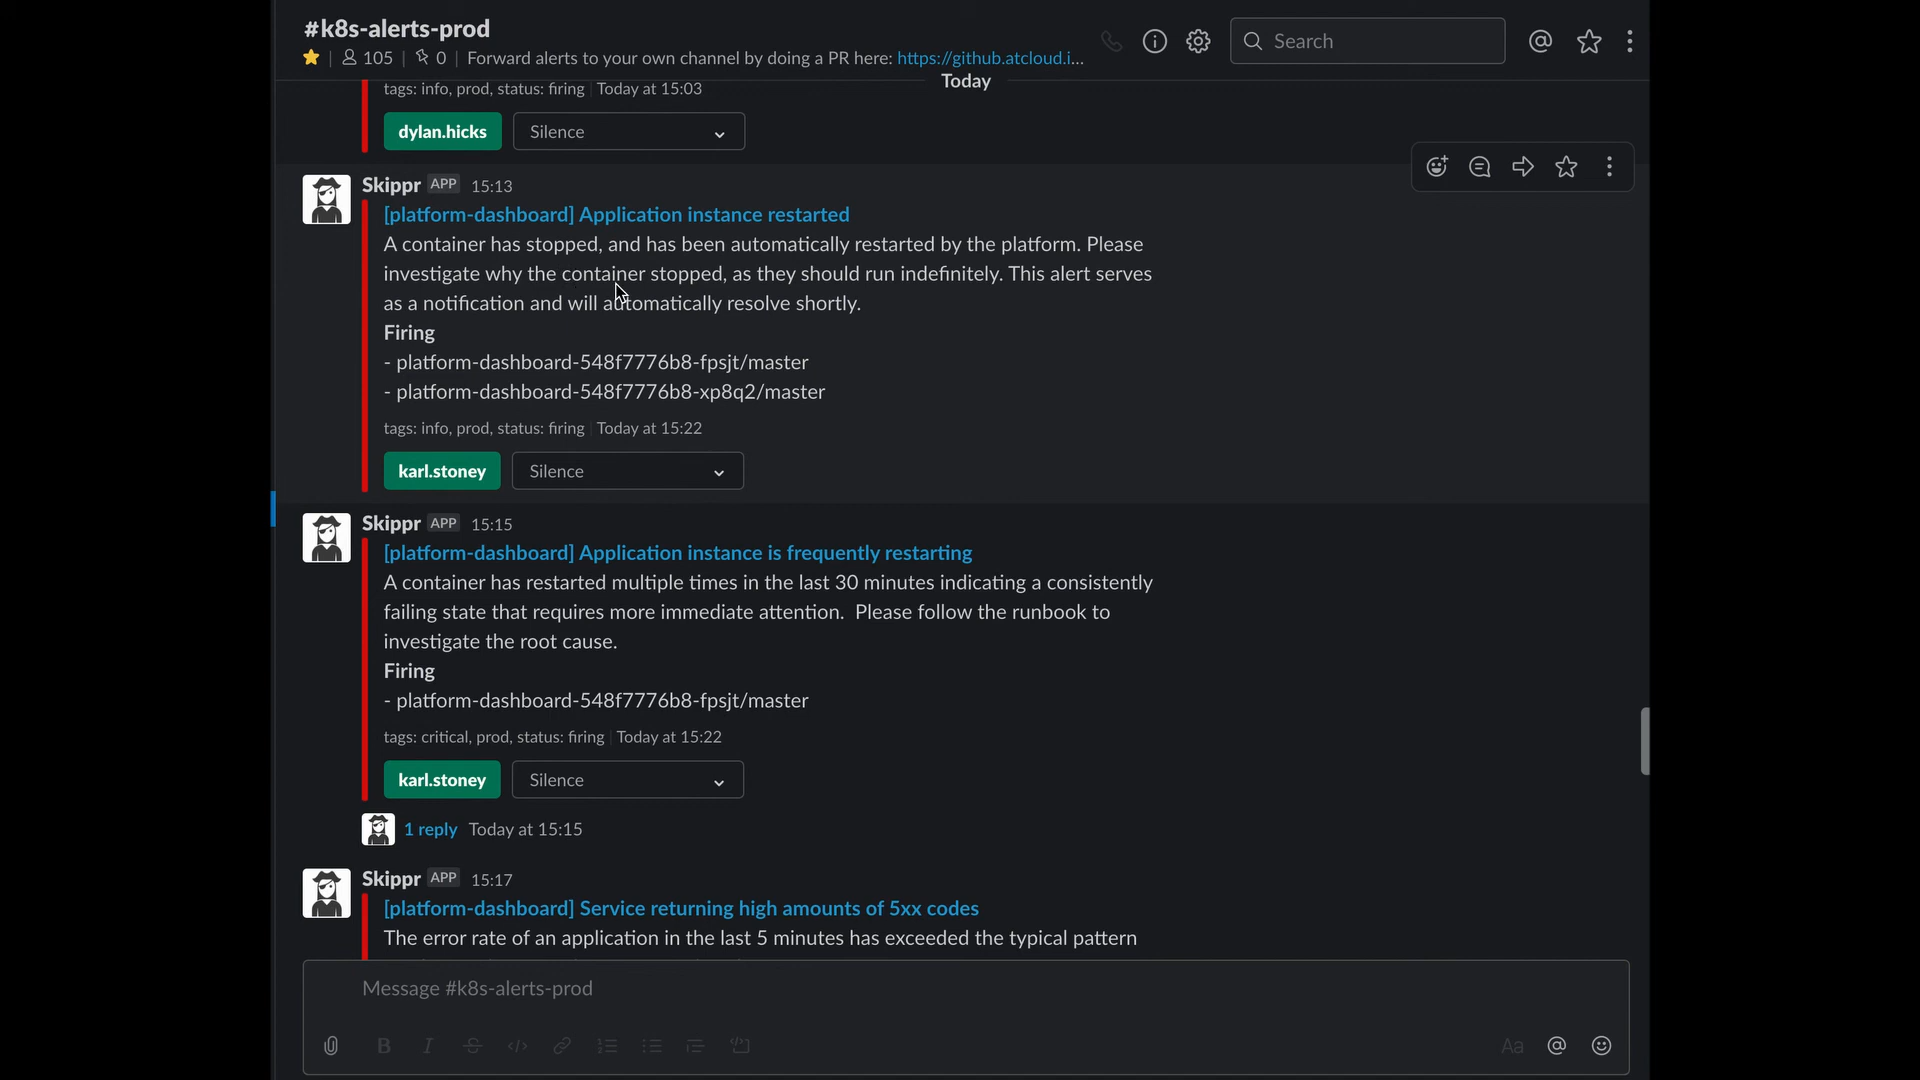 #k8s-alerts-prod
105 | 0 | Forward alerts to your own channel by doing a PR here: https://github.atcloud.i...
Search
Today
tags: info, prod, status: firing | Today at 15:03
dylan.hicks Silence
Skippr APP 15:13
[platform-dashboard] Application instance restarted
A container has stopped, and has been automatically restarted by the platform. Please
investigate why the container stopped, as they should run indefinitely. This alert serves
as a notification and will automatically resolve shortly.
Firing
- platform-dashboard-548f7776b8-fpsjt/master
- platform-dashboard-548f7776b8-xp8q2/master
tags: info, prod, status: firing | Today at 15:22
karl.stoney Silence
Skippr APP 15:15
[platform-dashboard] Application instance is frequently restarting
A container has restarted multiple times in the last 30 minutes indicating a consistently
failing state that requires more immediate attention.  Please follow the runbook to
investigate the root cause.
Firing
- platform-dashboard-548f7776b8-fpsjt/master
tags: critical, prod, status: firing | Today at 15:22
karl.stoney Silence
1 reply Today at 15:15
Skippr APP 15:17
[platform-dashboard] Service returning high amounts of 5xx codes
The error rate of an application in the last 5 minutes has exceeded the typical pattern
Message #k8s-alerts-prod
B I S </> Aa @